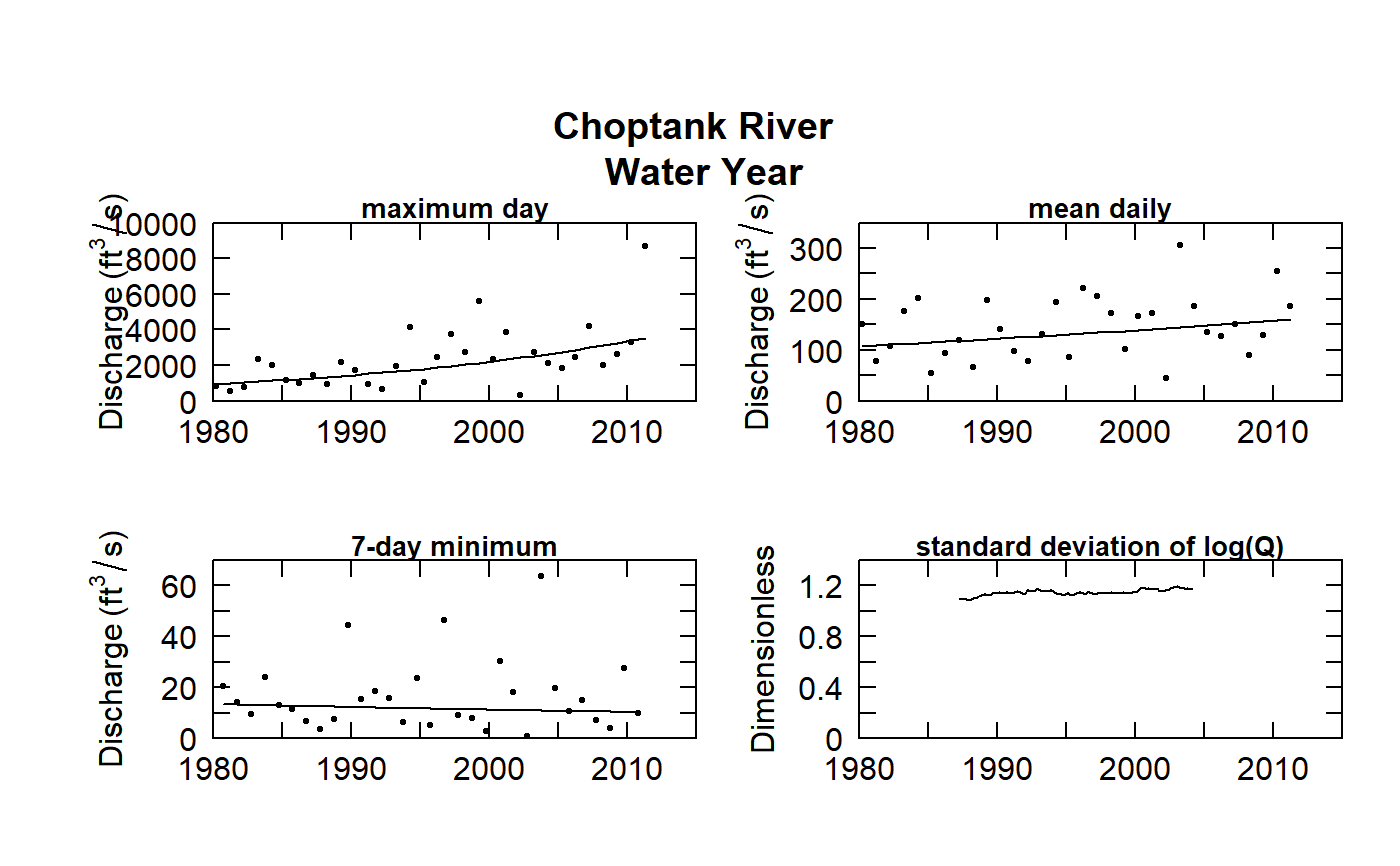 Choptank River
Water Year
maximum day
Discharge (ft³/s)
10000
8000
6000
4000
2000
0
1980 1990 2000 2010
mean daily
Discharge (ft³/s)
300
200
100
0
1980 1990 2000 2010
7-day minimum
Discharge (ft³/s)
60
40
20
0
1980 1990 2000 2010
standard deviation of log(Q)
Dimensionless
1.2
0.8
0.4
0
1980 1990 2000 2010